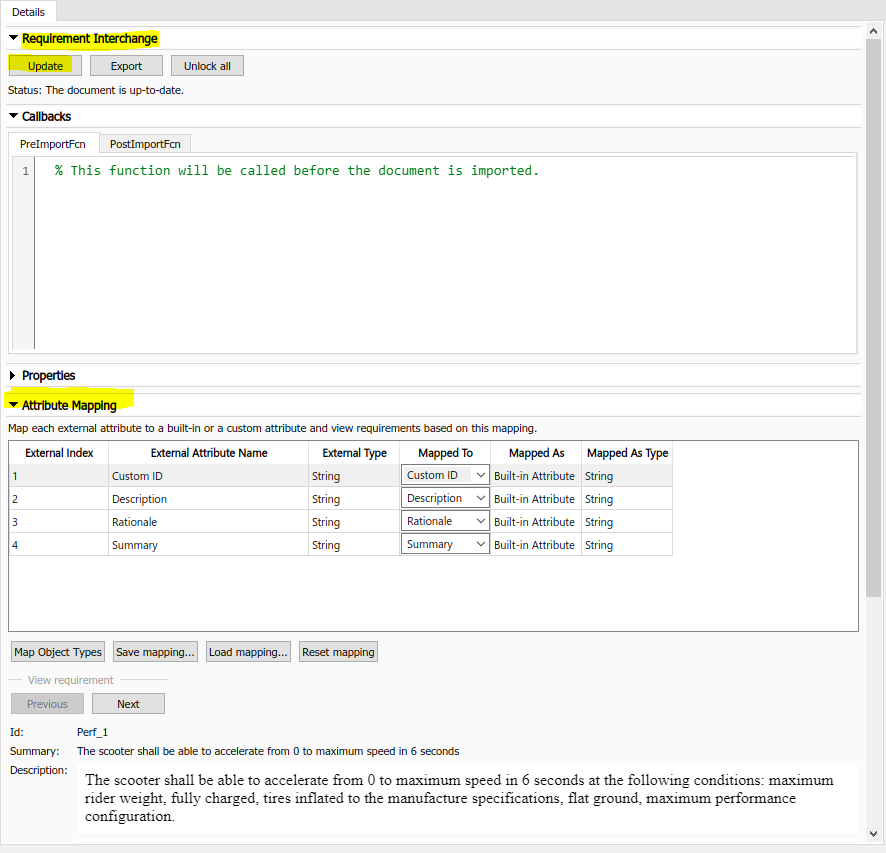 Details
Requirement Interchange
Update Export Unlock all
Status: The document is up-to-date.
Callbacks
PreImportFcn PostImportFcn
1 % This function will be called before the document is imported.
Properties
Attribute Mapping
Map each external attribute to a built-in or a custom attribute and view requirements based on this mapping.
External Index External Attribute Name External Type Mapped To Mapped As Mapped As Type
1 Custom ID String Custom ID Built-in Attribute String
2 Description String Description Built-in Attribute String
3 Rationale String Rationale Built-in Attribute String
4 Summary String Summary Built-in Attribute String
Map Object Types Save mapping... Load mapping... Reset mapping
View requirement
Previous Next
Id: Perf_1
Summary: The scooter shall be able to accelerate from 0 to maximum speed in 6 seconds
Description: The scooter shall be able to accelerate from 0 to maximum speed in 6 seconds at the following conditions: maximum
rider weight, fully charged, tires inflated to the manufacture specifications, flat ground, maximum performance
configuration.